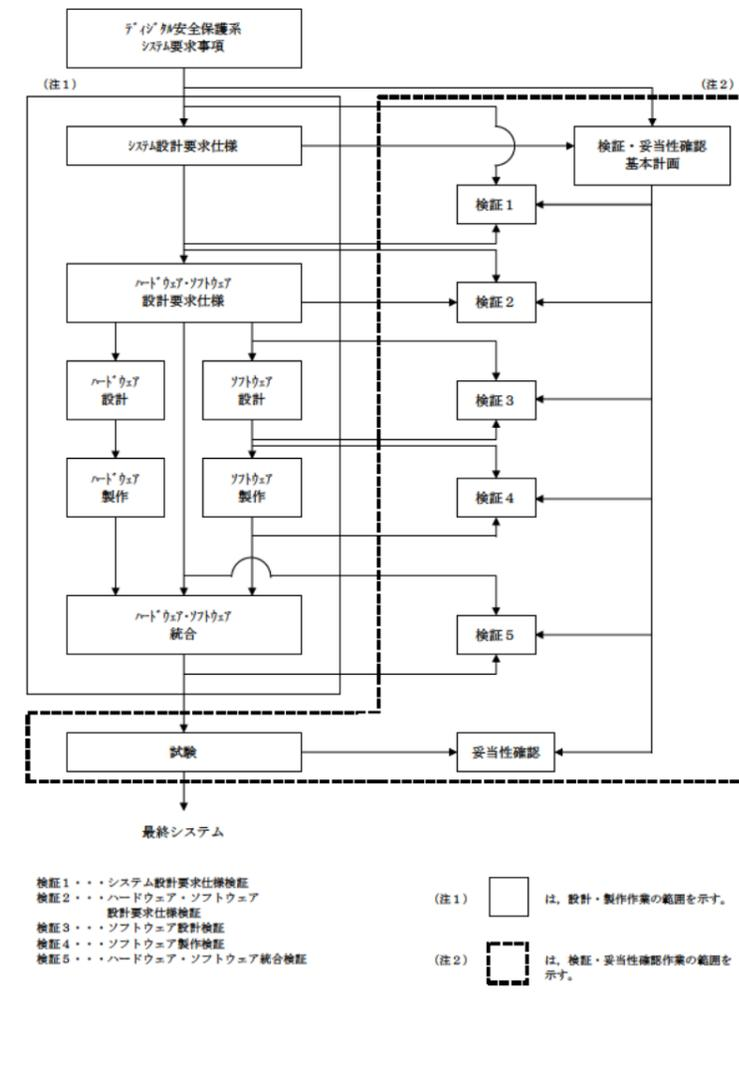 ﾃﾞｨｼﾞﾀﾙ安全保護系
ｼｽﾃﾑ要求事項
（注１）
（注２）
ｼｽﾃﾑ設計要求仕様
検証・妥当性確認
基本計画
検証１
ﾊｰﾄﾞｳｪｱ･ｿﾌﾄｳｪｱ
設計要求仕様
検証２
ﾊｰﾄﾞｳｪｱ
設計
ｿﾌﾄｳｪｱ
設計
検証３
ﾊｰﾄﾞｳｪｱ
製作
ｿﾌﾄｳｪｱ
製作
検証４
ﾊｰﾄﾞｳｪｱ･ｿﾌﾄｳｪｱ
統合
検証５
試験
妥当性確認
最終システム
検証１・・・システム設計要求仕様検証
検証２・・・ハードウェア・ソフトウェア
設計要求仕様検証
検証３・・・ソフトウェア設計検証
検証４・・・ソフトウェア製作検証
検証５・・・ハードウェア・ソフトウェア統合検証
（注１）
は，設計・製作作業の範囲を示す。
（注２）
は，検証・妥当性確認作業の範囲を
示す。